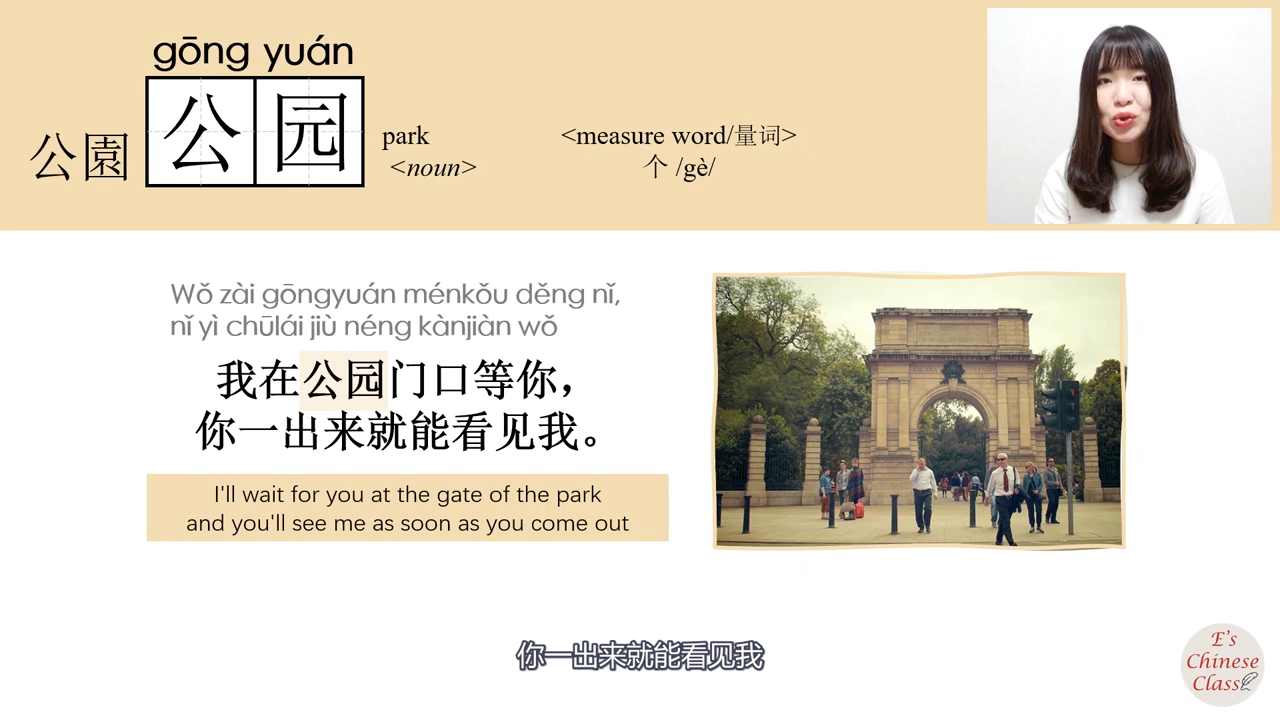 gōng yuán
公園
公园
park
<noun>
<measure word/量词>
个 /gè/
Wǒ zài gōngyuán ménkǒu děng nǐ,
nǐ yì chūlái jiù néng kànjiàn wǒ
我在公园门口等你，
你一出来就能看见我。
I'll wait for you at the gate of the park
and you'll see me as soon as you come out
你一出来就能看见我
E's
Chinese
Class